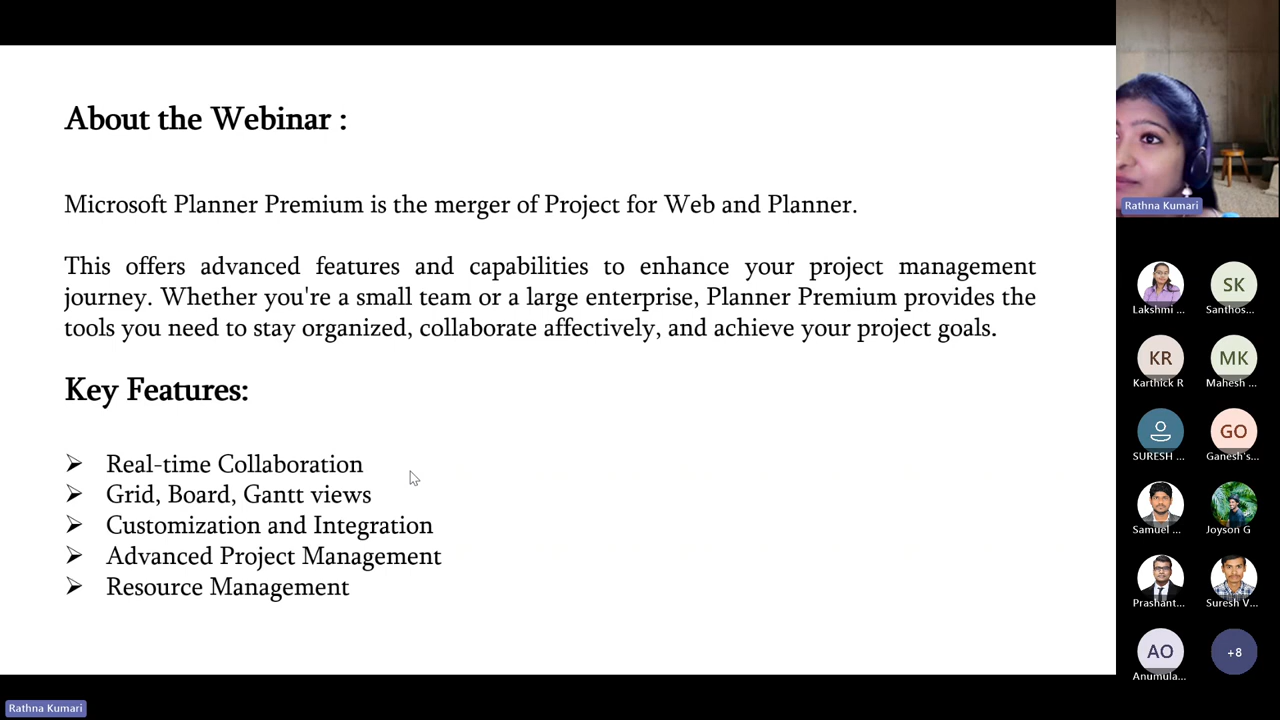 About the Webinar :
Microsoft Planner Premium is the merger of Project for Web and Planner.
This offers advanced features and capabilities to enhance your project management
journey. Whether you're a small team or a large enterprise, Planner Premium provides the
tools you need to stay organized, collaborate affectively, and achieve your project goals.
Key Features:
➢ Real-time Collaboration
➢ Grid, Board, Gantt views
➢ Customization and Integration
➢ Advanced Project Management
➢ Resource Management
Rathna Kumari
Lakshmi ...
SK
Santhos...
KR
Karthick R
MK
Mahesh ...
SURESH ...
GO
Ganesh's...
Samuel ...
Joyson G
Prashant...
Suresh V...
AO
Anumula...
+8
Rathna Kumari